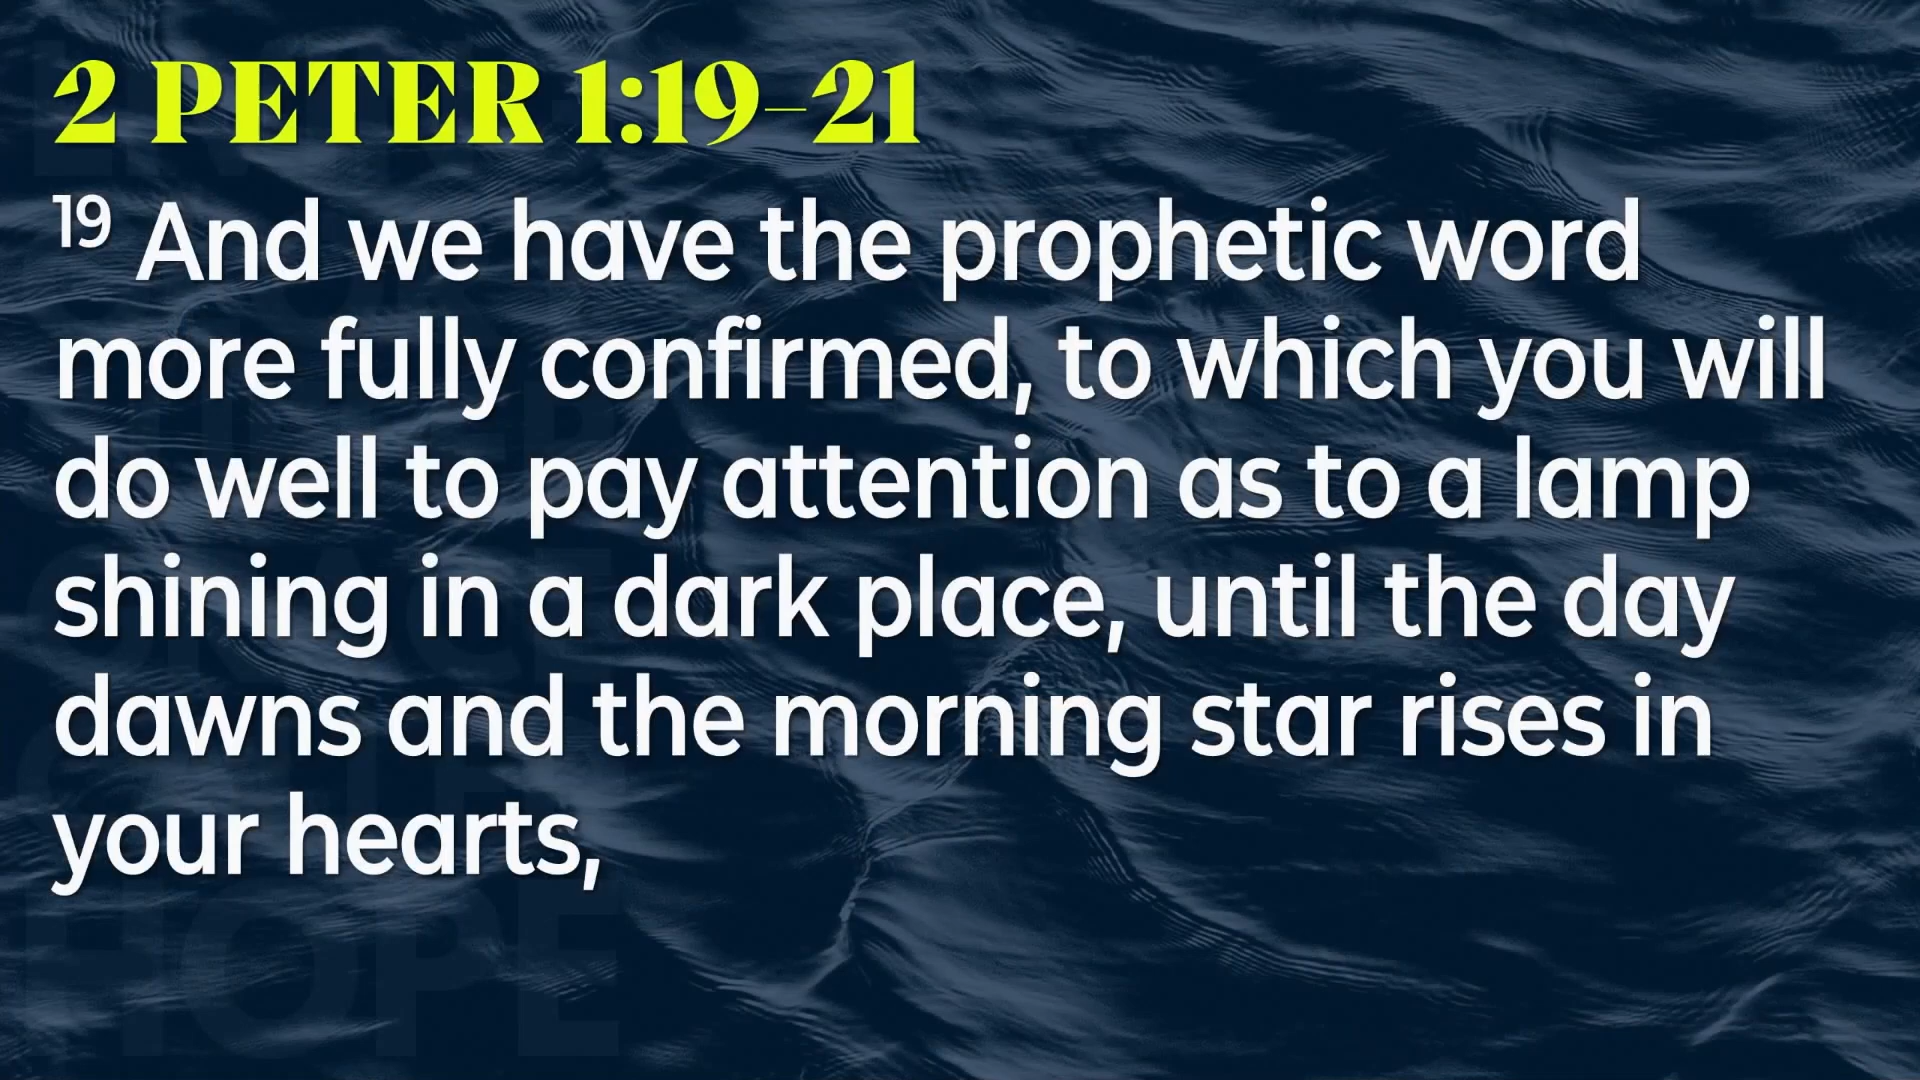 2 PETER 1:19–21
19 And we have the prophetic word
more fully confirmed, to which you will
do well to pay attention as to a lamp
shining in a dark place, until the day
dawns and the morning star rises in
your hearts,
HOPE